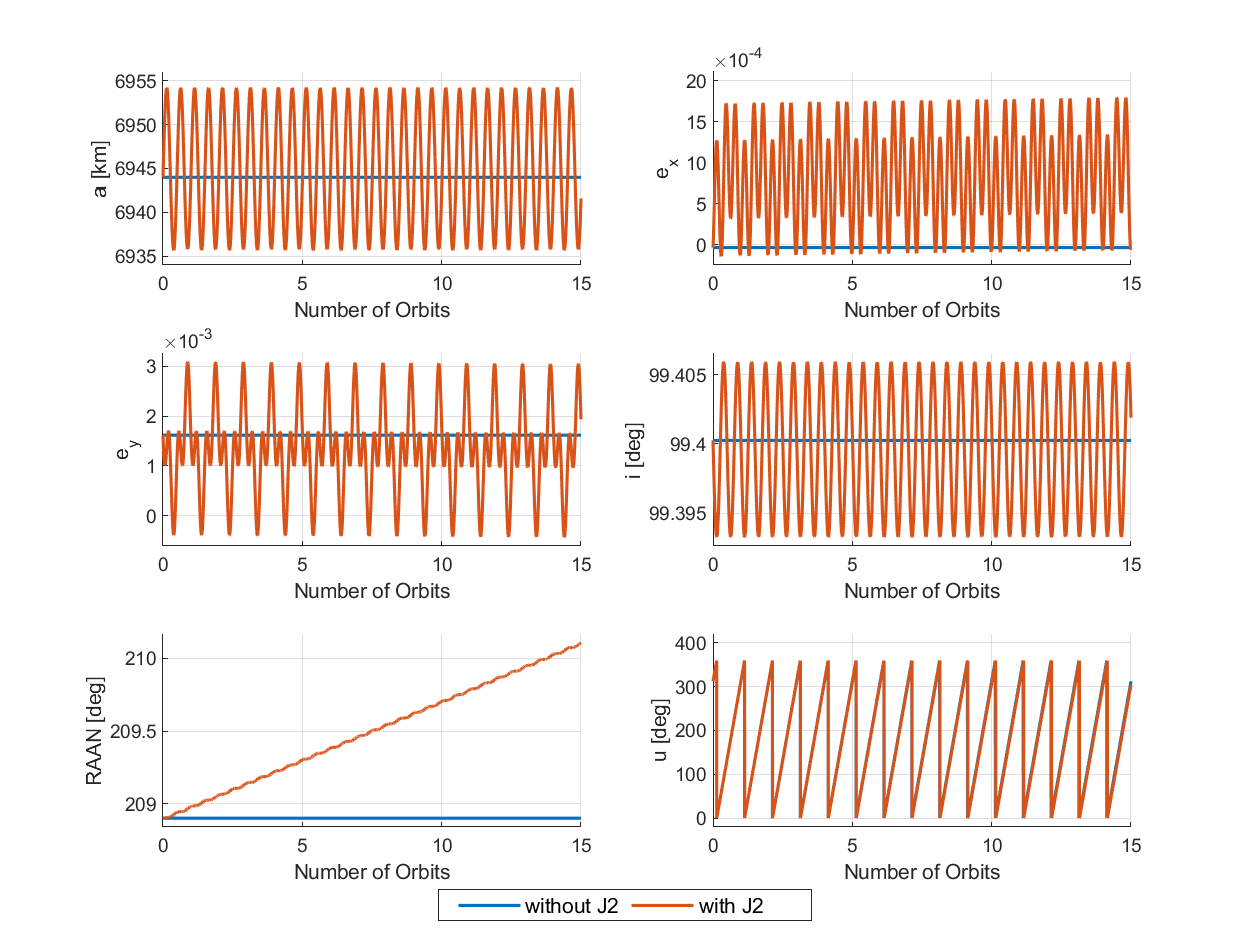 6955
6950
6945
6940
6935
a [km]
0 5 10 15
Number of Orbits
×10-4
20
15
10
5
0
ex
0 5 10 15
Number of Orbits
×10-3
3
2
1
0
ey
0 5 10 15
Number of Orbits
99.405
99.4
99.395
i [deg]
0 5 10 15
Number of Orbits
210
209.5
209
RAAN [deg]
0 5 10 15
Number of Orbits
400
300
200
100
0
u [deg]
0 5 10 15
Number of Orbits
without J2 with J2